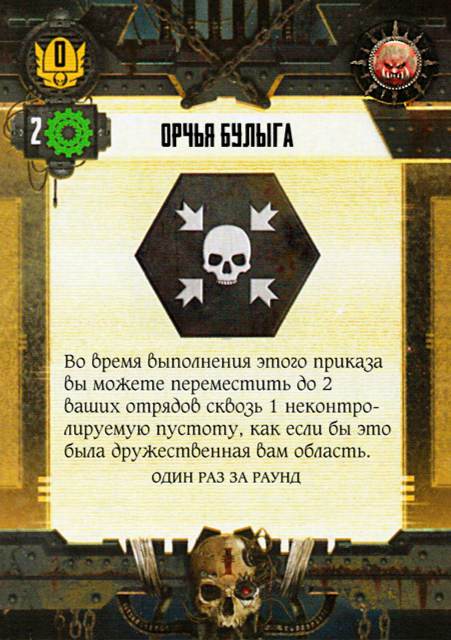 0
2
ОРЧЬЯ БУЛЫГА
Во время выполнения этого приказа
вы можете переместить до 2
ваших отрядов сквозь 1 неконтро-
лируемую пустоту, как если бы это
была дружественная вам область.
ОДИН РАЗ ЗА РАУНД
I